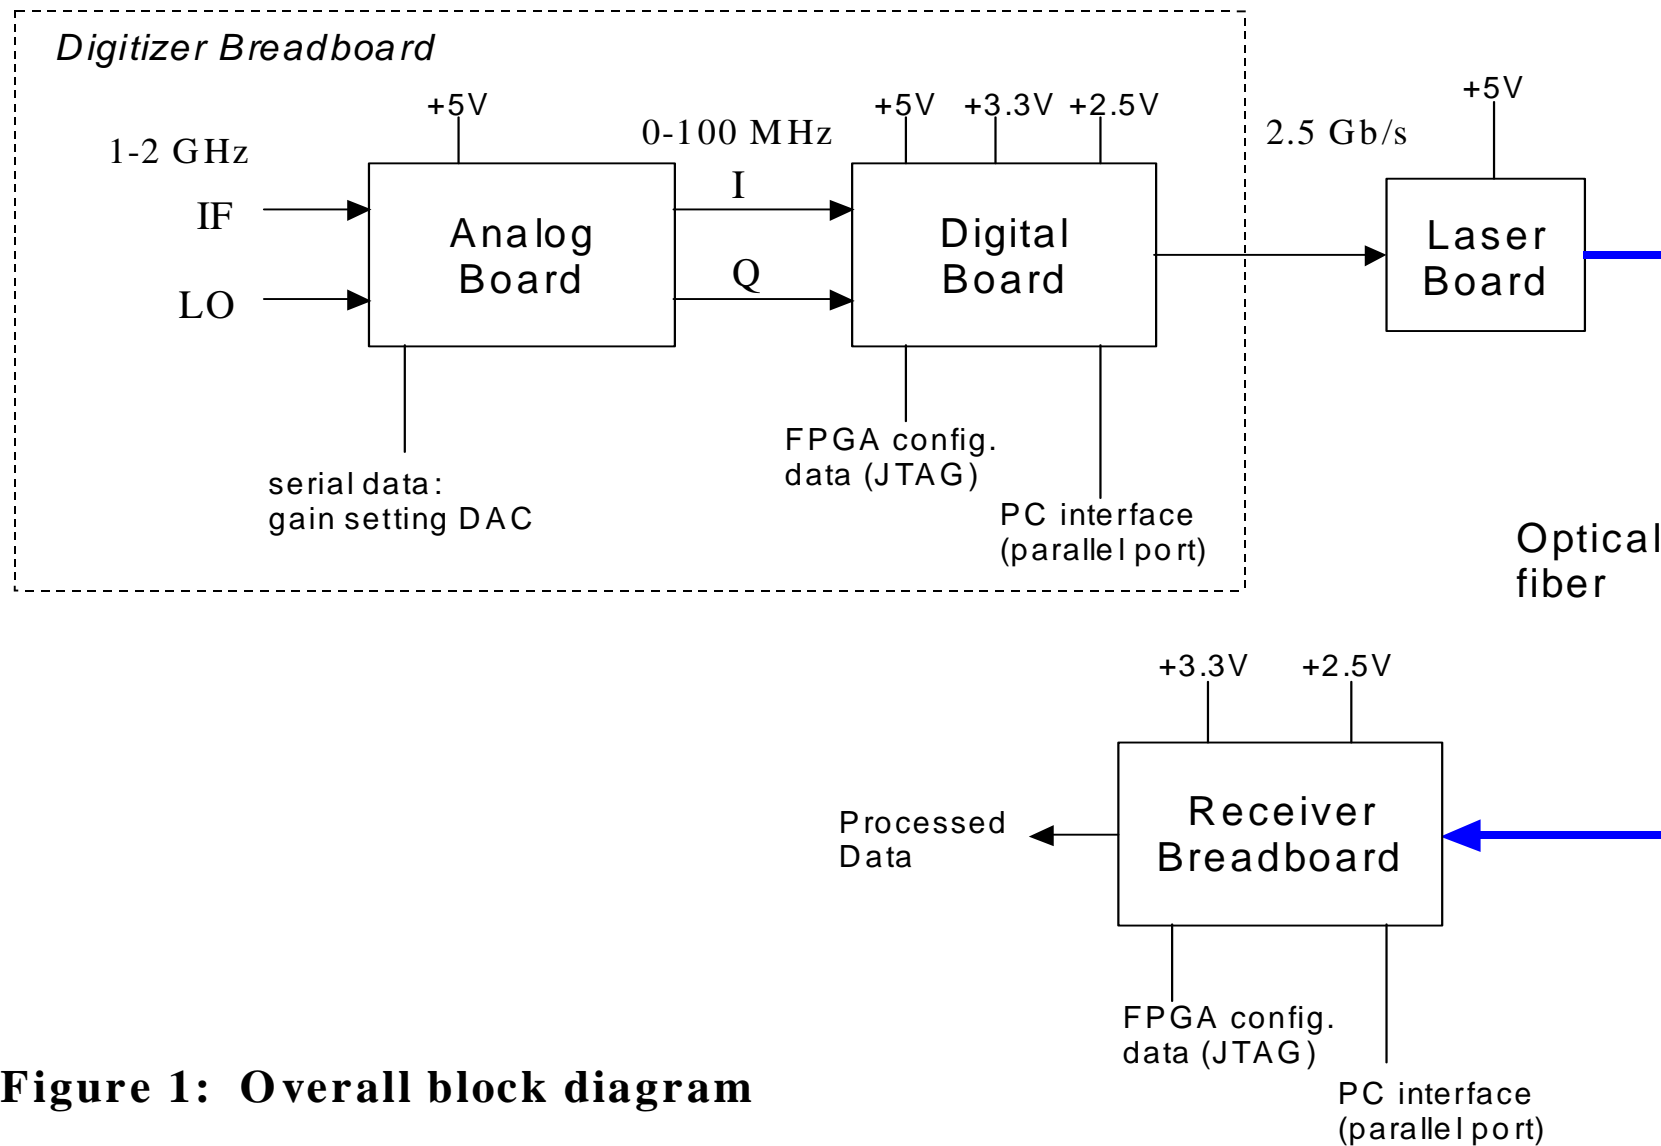 Digitizer Breadboard
+5V
+5V
+3.3V
+2.5V
+5V
1-2 GHz
0-100 MHz
2.5 Gb/s
IF
LO
Analog
Board
I
Q
Digital
Board
Laser
Board
serial data:
gain setting DAC
FPGA config.
data (JTAG)
PC interface
(parallel port)
Optical
fiber
+3.3V
+2.5V
Processed
Data
Receiver
Breadboard
FPGA config.
data (JTAG)
PC interface
(parallel port)
Figure 1: Overall block diagram